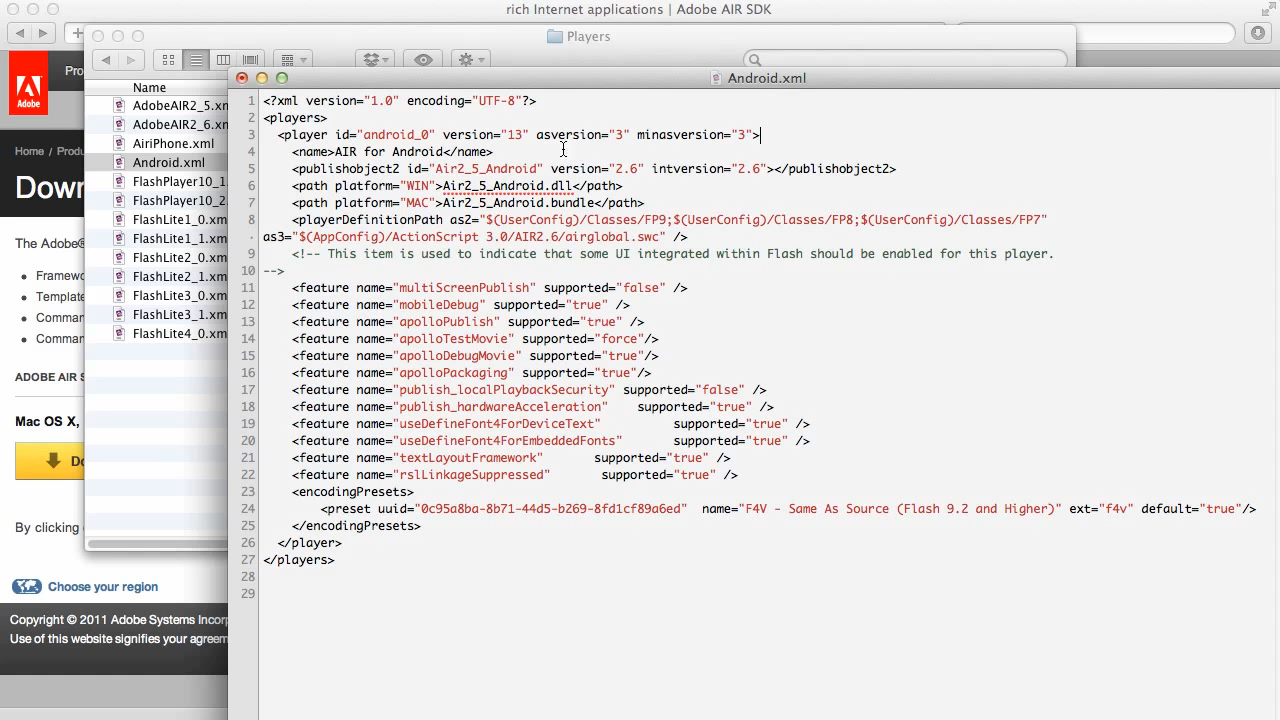 rich Internet applications | Adobe AIR SDK
Players
Adobe
Pro
Name
AdobeAIR2_5.xm
AdobeAIR2_6.xm
AiriPhone.xml
Android.xml
FlashPlayer10_1
FlashPlayer10_2
FlashLite1_0.xm
FlashLite1_1.xm
FlashLite2_0.xm
FlashLite2_1.xm
FlashLite3_0.xm
FlashLite3_1.xm
FlashLite4_0.xm
Home / Produ
Down
The Adobe®
Framew
Templat
Comma
Comma
ADOBE AIR S
Mac OS X,
Do
By clicking
Choose your region
Copyright © 2011 Adobe Systems Incorp
Use of this website signifies your agreem
Android.xml
1 <?xml version="1.0" encoding="UTF-8"?>
2 <players>
3 <player id="android_0" version="13" asversion="3" minasversion="3">
4 <name>AIR for Android</name>
5 <publishobject2 id="Air2_5_Android" version="2.6" intversion="2.6"></publishobject2>
6 <path platform="WIN">Air2_5_Android.dll</path>
7 <path platform="MAC">Air2_5_Android.bundle</path>
8 <playerDefinitionPath as2="$(UserConfig)/Classes/FP9;$(UserConfig)/Classes/FP8;$(UserConfig)/Classes/FP7"
as3="$(AppConfig)/ActionScript 3.0/AIR2.6/airglobal.swc" />
9 <!-- This item is used to indicate that some UI integrated within Flash should be enabled for this player.
10 -->
11 <feature name="multiScreenPublish" supported="false" />
12 <feature name="mobileDebug" supported="true" />
13 <feature name="apolloPublish" supported="true" />
14 <feature name="apolloTestMovie" supported="force"/>
15 <feature name="apolloDebugMovie" supported="true"/>
16 <feature name="apolloPackaging" supported="true"/>
17 <feature name="publish_localPlaybackSecurity" supported="false" />
18 <feature name="publish_hardwareAcceleration" supported="true" />
19 <feature name="useDefineFont4ForDeviceText" supported="true" />
20 <feature name="useDefineFont4ForEmbeddedFonts" supported="true" />
21 <feature name="textLayoutFramework" supported="true" />
22 <feature name="rslLinkageSuppressed" supported="true" />
23 <encodingPresets>
24 <preset uuid="0c95a8ba-8b71-44d5-b269-8fd1cf89a6ed" name="F4V - Same As Source (Flash 9.2 and Higher)" ext="f4v" default="true"/>
25 </encodingPresets>
26 </player>
27 </players>
28
29